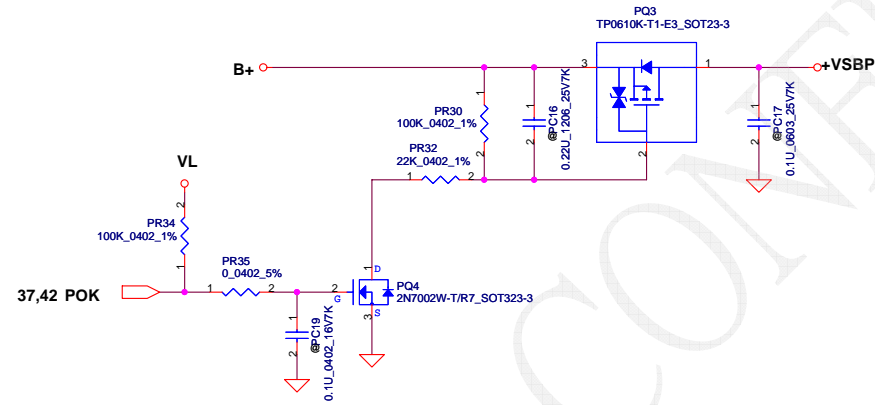 PQ3
TP0610K-T1-E3_SOT23-3
B+
3
1
+VSBP
1
PR30
100K_0402_1%
2
1
2
@PC16
0.22U_1206_25V7K
2
1
2
@PC17
0.1U_0603_25V7K
PR32
22K_0402_1%
1
2
VL
2
PR34
100K_0402_1%
1
37,42 POK
PR35
0_0402_5%
1
2
1
2
@PC19
0.1U_0402_16V7K
2
G
1
D
S
3
PQ4
2N7002W-T/R7_SOT323-3
CONF